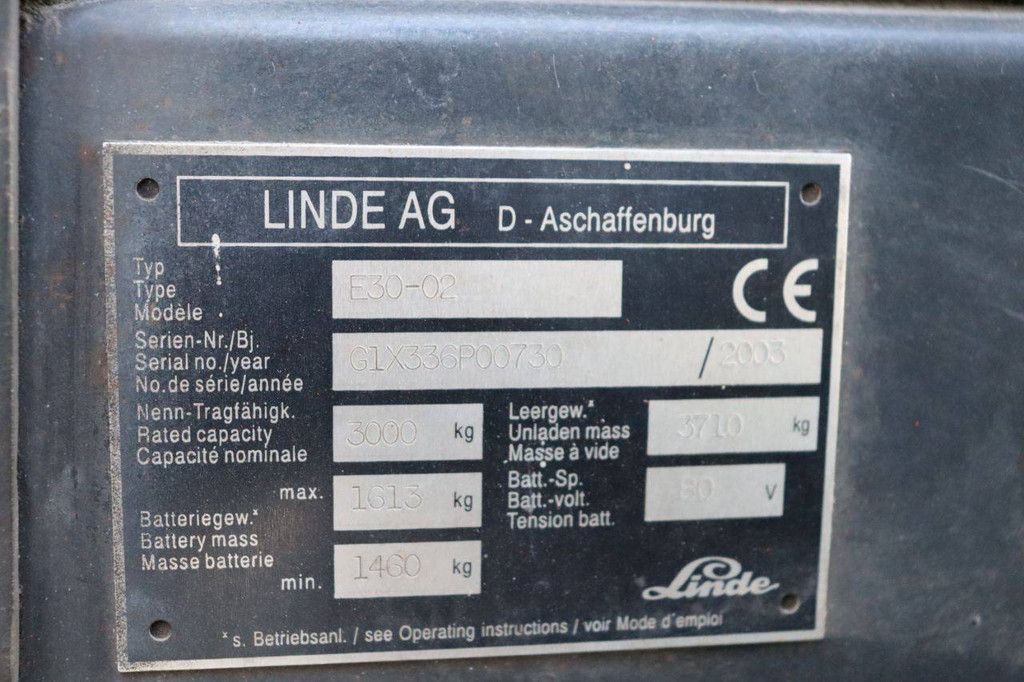 LINDE AG D - Aschaffenburg
Typ
Type E30-02
Modèle
CE
Serien-Nr./Bj.
Serial no./year G1X336P00730 / 2003
No.de série/année
Nenn-Tragfähigk.
Rated capacity 3000 kg
Capacité nominale
Leergew.*
Unladen mass 3710 kg
Masse à vide
max. 1613 kg
Batteriegew.*
Battery mass
Masse batterie
min. 1460 kg
Batt.-Sp.
Batt.-volt. 80 V
Tension batt.
Linde
* s. Betriebsanl. / see Operating instructions / voir Mode d'emploi